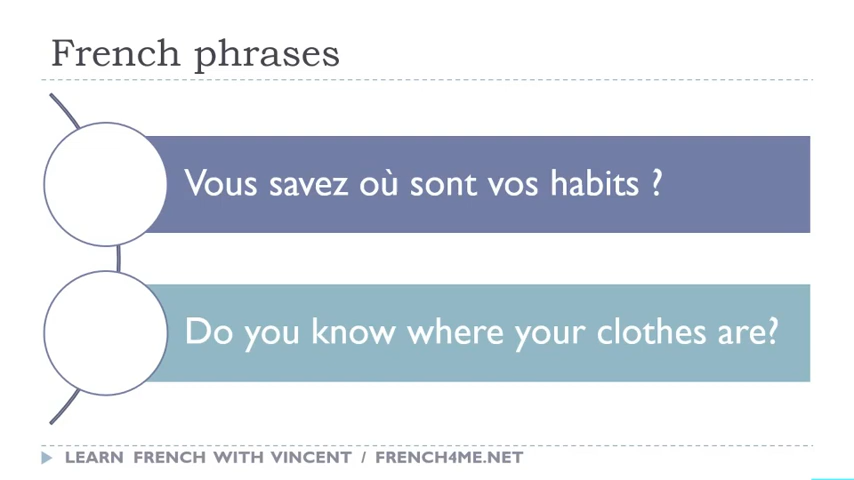 French phrases
Vous savez où sont vos habits ?
Do you know where your clothes are?
LEARN FRENCH WITH VINCENT / FRENCH4ME.NET